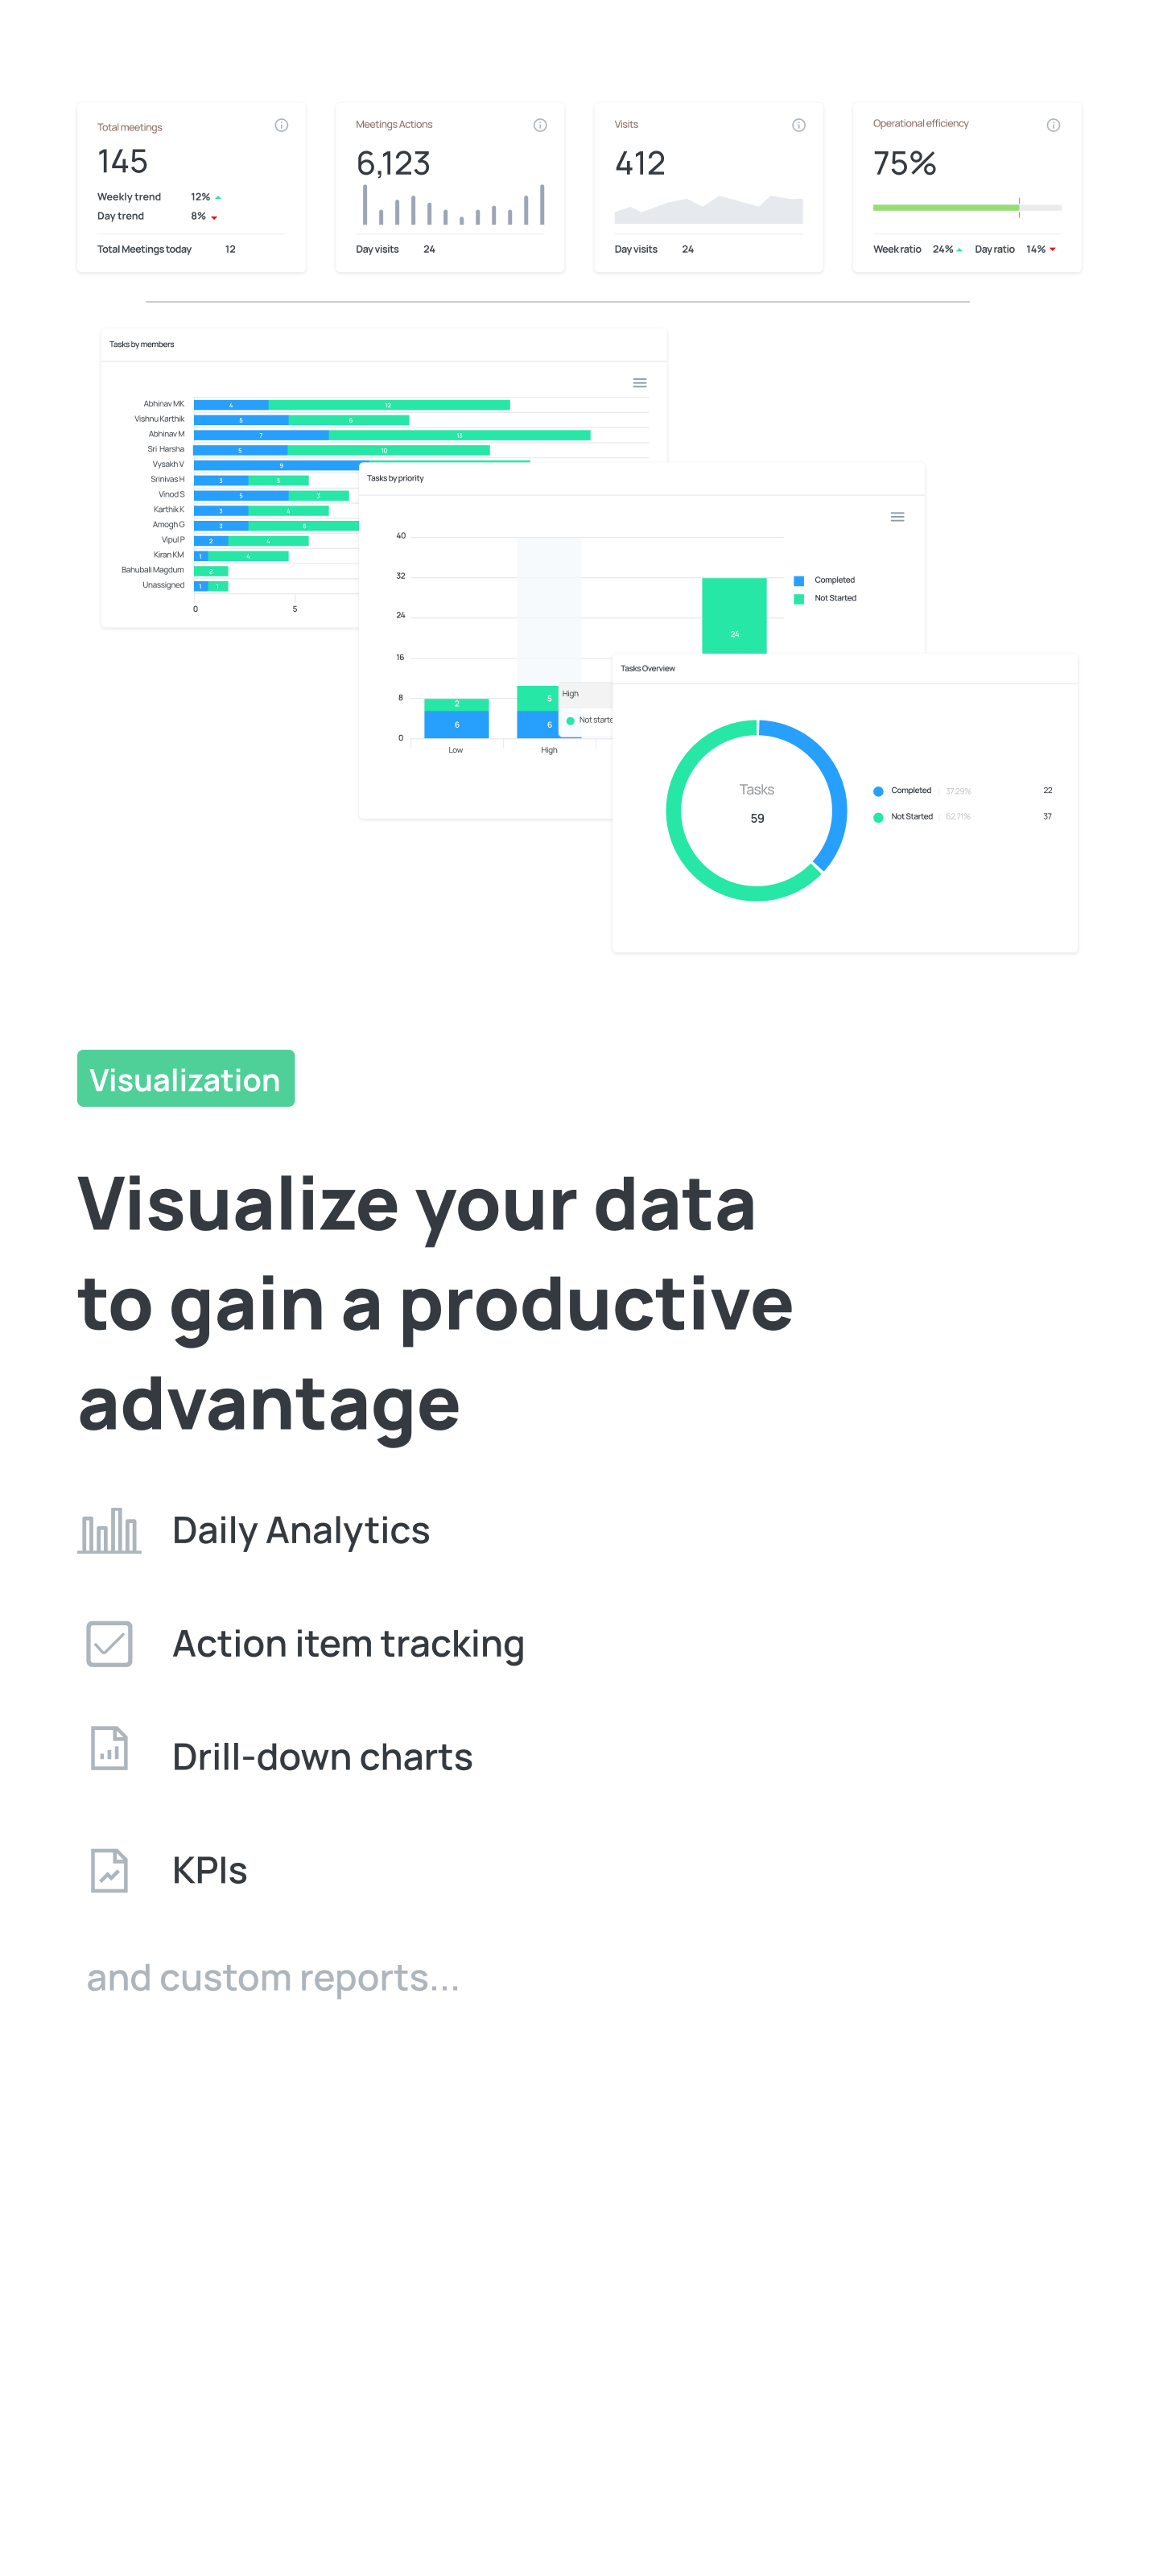 Total meetings
145
Weekly trend 12%
Day trend 8%
Total Meetings today 12
Meetings Actions
6,123
Day visits 24
Visits
412
Day visits 24
Operational efficiency
75%
Week ratio 24% Day ratio 14%
Tasks by members
Abhinav MK 4 12
Vishnu Karthik 5 6
Abhinav M 7 13
Sri Harsha 5 10
Vysakh V 9
Srinivas H 3 3
Vinod S 5 3
Karthik K 3 4
Amogh G 3 6
Vipul P 2 4
Kiran KM 1 4
Bahubali Magdum 2
Unassigned 1 1
0 5
Tasks by priority
40
32
24
16
8
0
2
6
5
6
24
Low
High
High
Not starte
Completed
Not Started
Tasks Overview
Tasks
59
Completed 37.29% 22
Not Started 62.71% 37
Visualization
Visualize your data
to gain a productive
advantage
Daily Analytics
Action item tracking
Drill-down charts
KPIs
and custom reports...